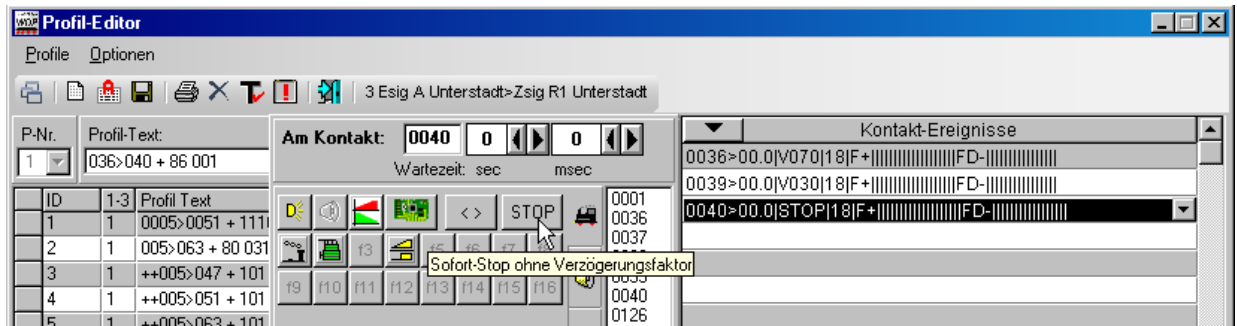 Profil-Editor
Profile Optionen
3 Esig A Unterstadt>Zsig R1 Unterstadt
P-Nr. Profil-Text:
1 036>040 + 86 001
Am Kontakt: 0040 0 0
Wartezeit: sec msec
Kontakt-Ereignisse
0036>00.0|V070|18|F+||||||||||||||||||FD-|||||||||||||||
0039>00.0|V030|18|F+||||||||||||||||||FD-|||||||||||||||
0040>00.0|STOP|18|F+||||||||||||||||||FD-|||||||||||||||
ID 1-3 Profil Text
1 1 0005>0051 + 111
2 1 005>063 + 80 031
3 1 ++005>047 + 101
4 1 ++005>051 + 101
5 1 ++005>063 + 101
< > STOP
f3 f5 f6 f7 f8
f9 f10 f11 f12 f13 f14 f15 f16
Sofort-Stop ohne Verzögerungsfaktor
0001
0036
0037
0040
0126